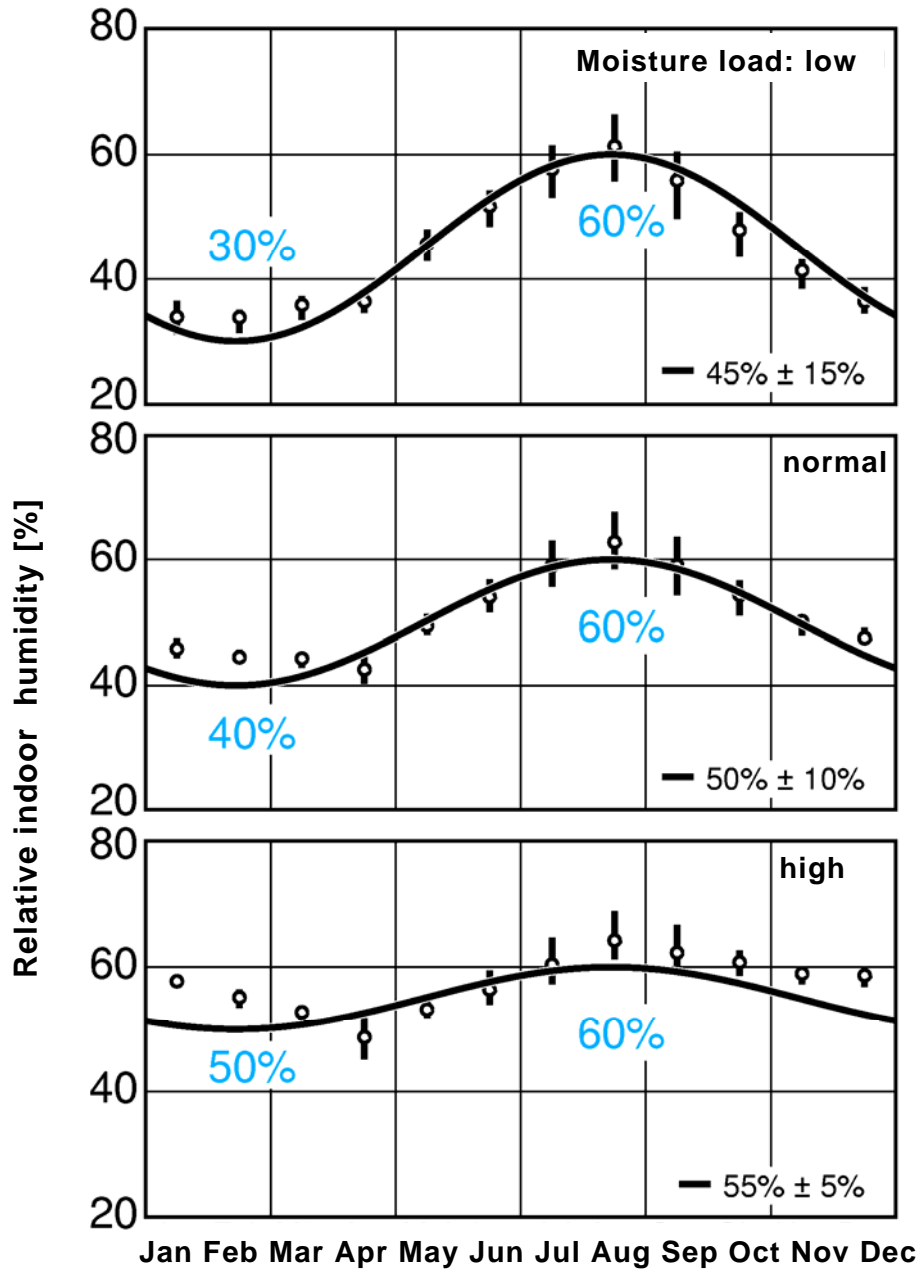 Relative indoor humidity [%]
80
Moisture load: low
60
60%
30%
40
45% ± 15%
20
80
normal
60
60%
40
40%
50% ± 10%
20
80
high
60
60%
50%
40
55% ± 5%
20
Jan Feb Mar Apr May Jun Jul Aug Sep Oct Nov Dec